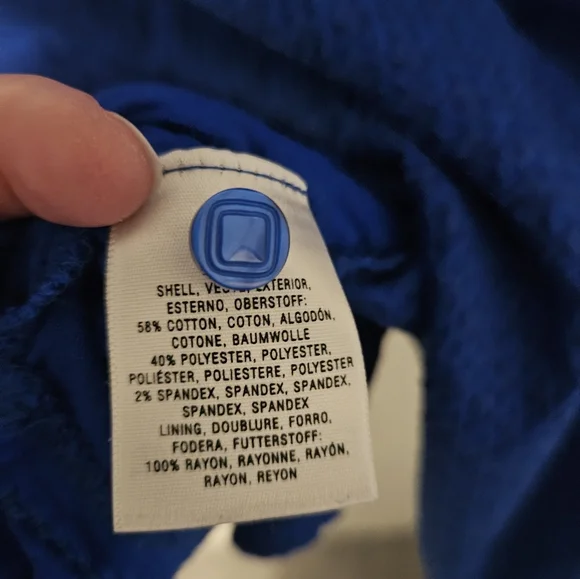 SHELL, EXTERIOR,
ESTERNO, OBERSTOFF:
58% COTTON, COTON, ALGODÓN,
COTONE, BAUMWOLLE
40% POLYESTER, POLYESTER,
POLIÉSTER, POLIESTERE, POLYESTER
2% SPANDEX, SPANDEX, SPANDEX,
SPANDEX, SPANDEX
LINING, DOUBLURE, FORRO,
FODERA, FUTTERSTOFF:
100% RAYON, RAYONNE, RAYÓN,
RAYON, REYON